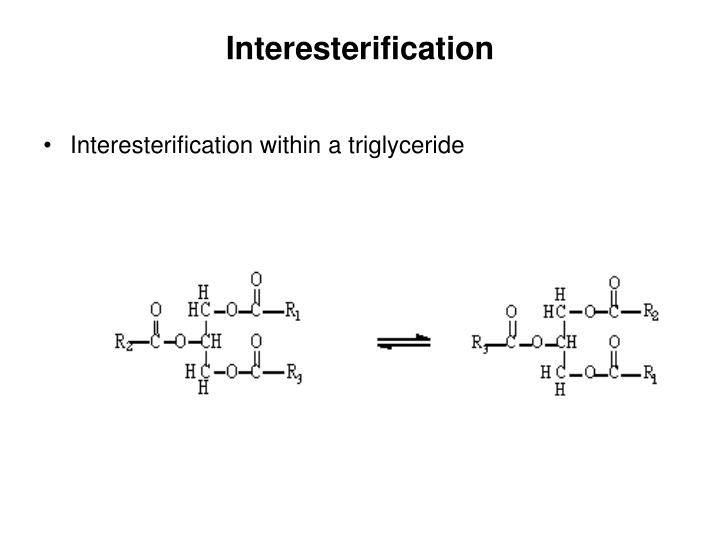 Interesterification
• Interesterification within a triglyceride
H O H O
O HC–O–C–R1 O HC–O–C–R2
R2–C–O–CH O R3–C–O–CH O
HC–O–C–R3 HC–O–C–R1
H H